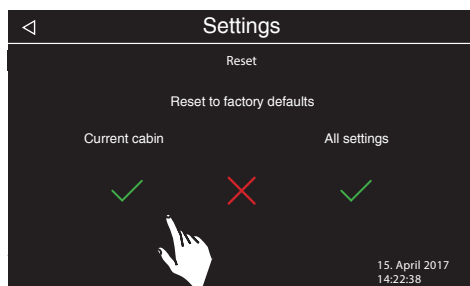 Settings
Reset
Reset to factory defaults
Current cabin
All settings
15. April 2017
14:22:38